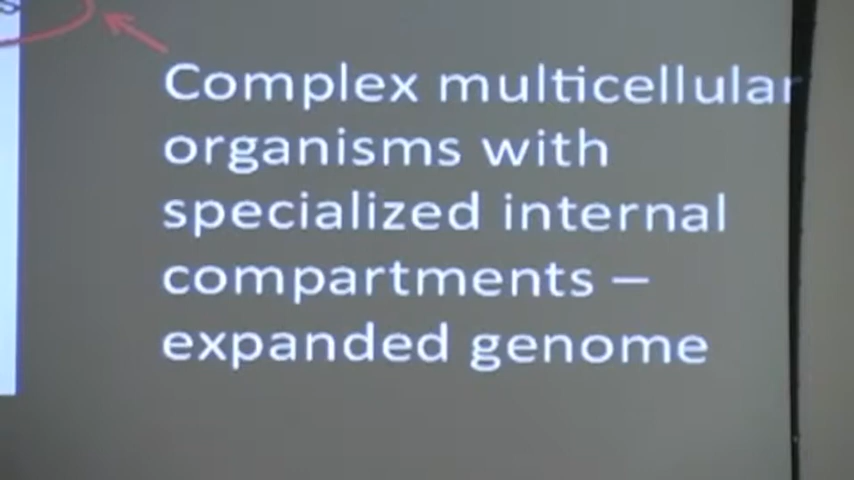 Complex multicellular
organisms with
specialized internal
compartments –
expanded genome